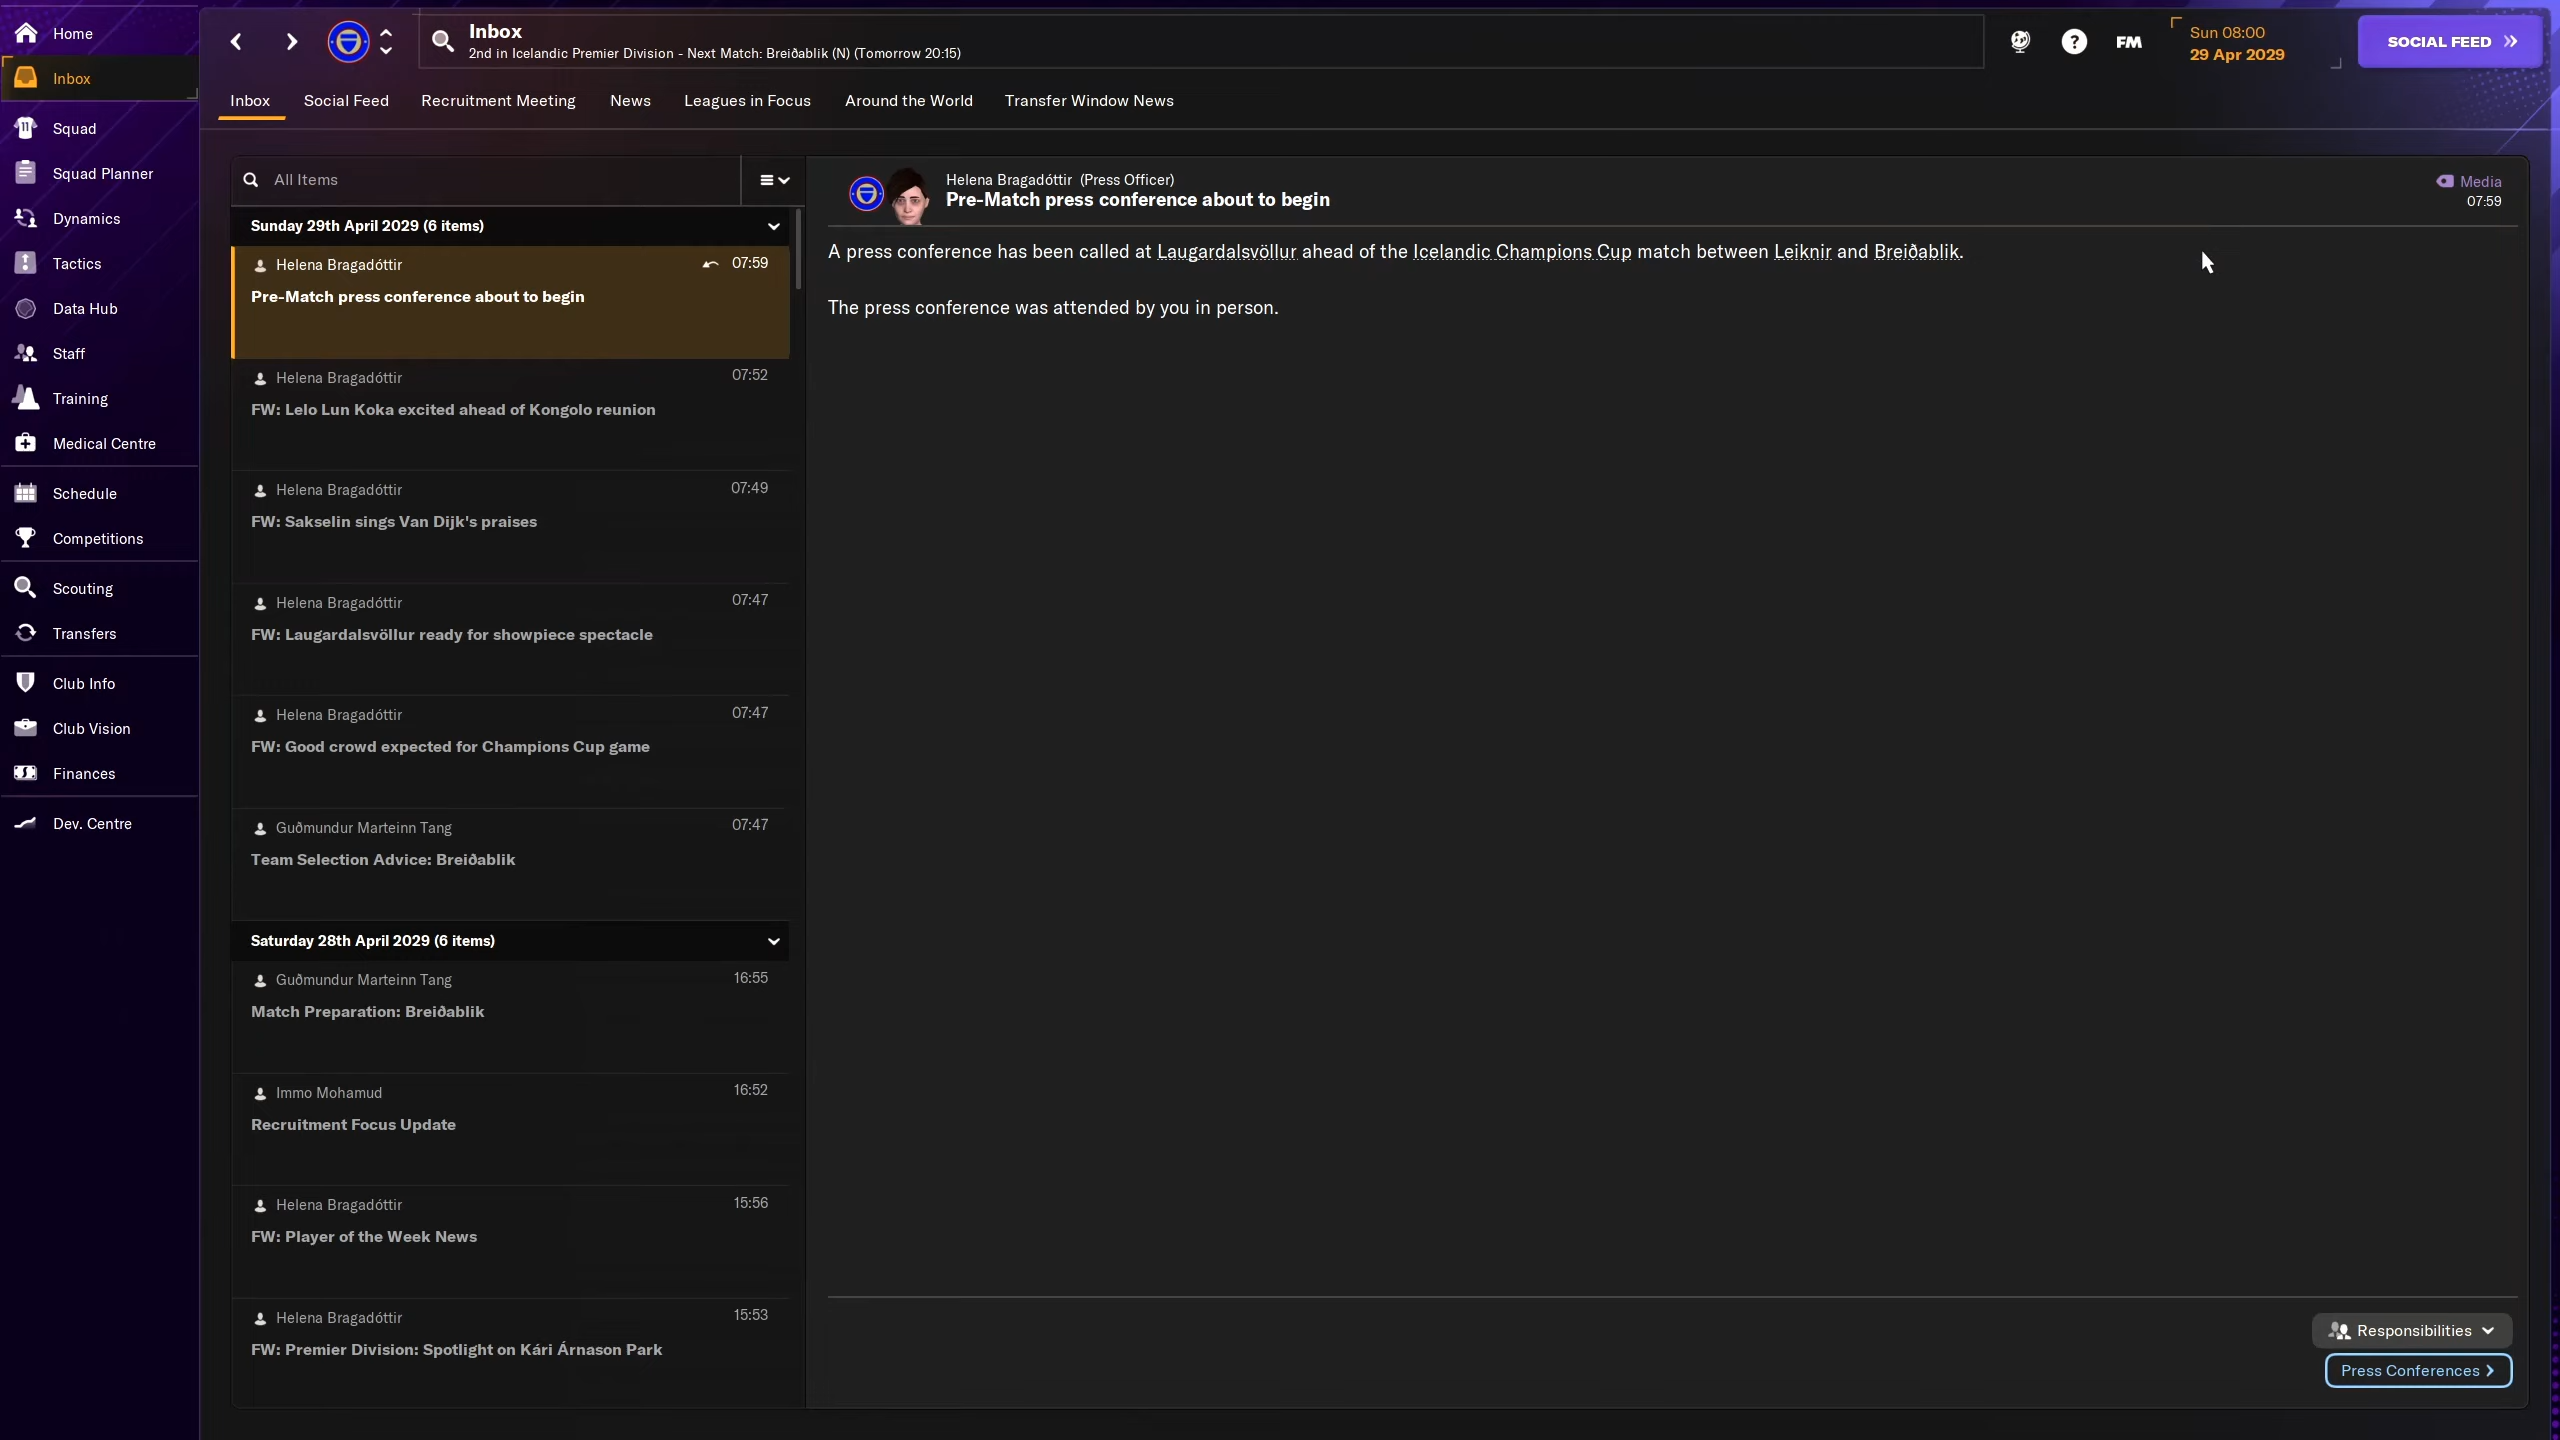 Home
Inbox
Squad
Squad Planner
Dynamics
Tactics
Data Hub
Staff
Training
Medical Centre
Schedule
Competitions
Scouting
Transfers
Club Info
Club Vision
Finances
Dev. Centre
Inbox
2nd in Icelandic Premier Division - Next Match: Breiðablik (N) (Tomorrow 20:15)
FM
Sun 08:00
29 Apr 2029
SOCIAL FEED
Inbox Social Feed Recruitment Meeting News Leagues in Focus Around the World Transfer Window News
All Items
Sunday 29th April 2029 (6 items)
Helena Bragadóttir 07:59
Pre-Match press conference about to begin
Helena Bragadóttir 07:52
FW: Lelo Lun Koka excited ahead of Kongolo reunion
Helena Bragadóttir 07:49
FW: Sakselin sings Van Dijk's praises
Helena Bragadóttir 07:47
FW: Laugardalsvöllur ready for showpiece spectacle
Helena Bragadóttir 07:47
FW: Good crowd expected for Champions Cup game
Guðmundur Marteinn Tang 07:47
Team Selection Advice: Breiðablik
Saturday 28th April 2029 (6 items)
Guðmundur Marteinn Tang 16:55
Match Preparation: Breiðablik
Immo Mohamud 16:52
Recruitment Focus Update
Helena Bragadóttir 15:56
FW: Player of the Week News
Helena Bragadóttir 15:53
FW: Premier Division: Spotlight on Kári Árnason Park
Helena Bragadóttir (Press Officer)
Pre-Match press conference about to begin
Media
07:59
A press conference has been called at Laugardalsvöllur ahead of the Icelandic Champions Cup match between Leiknir and Breiðablik.
The press conference was attended by you in person.
Responsibilities
Press Conferences